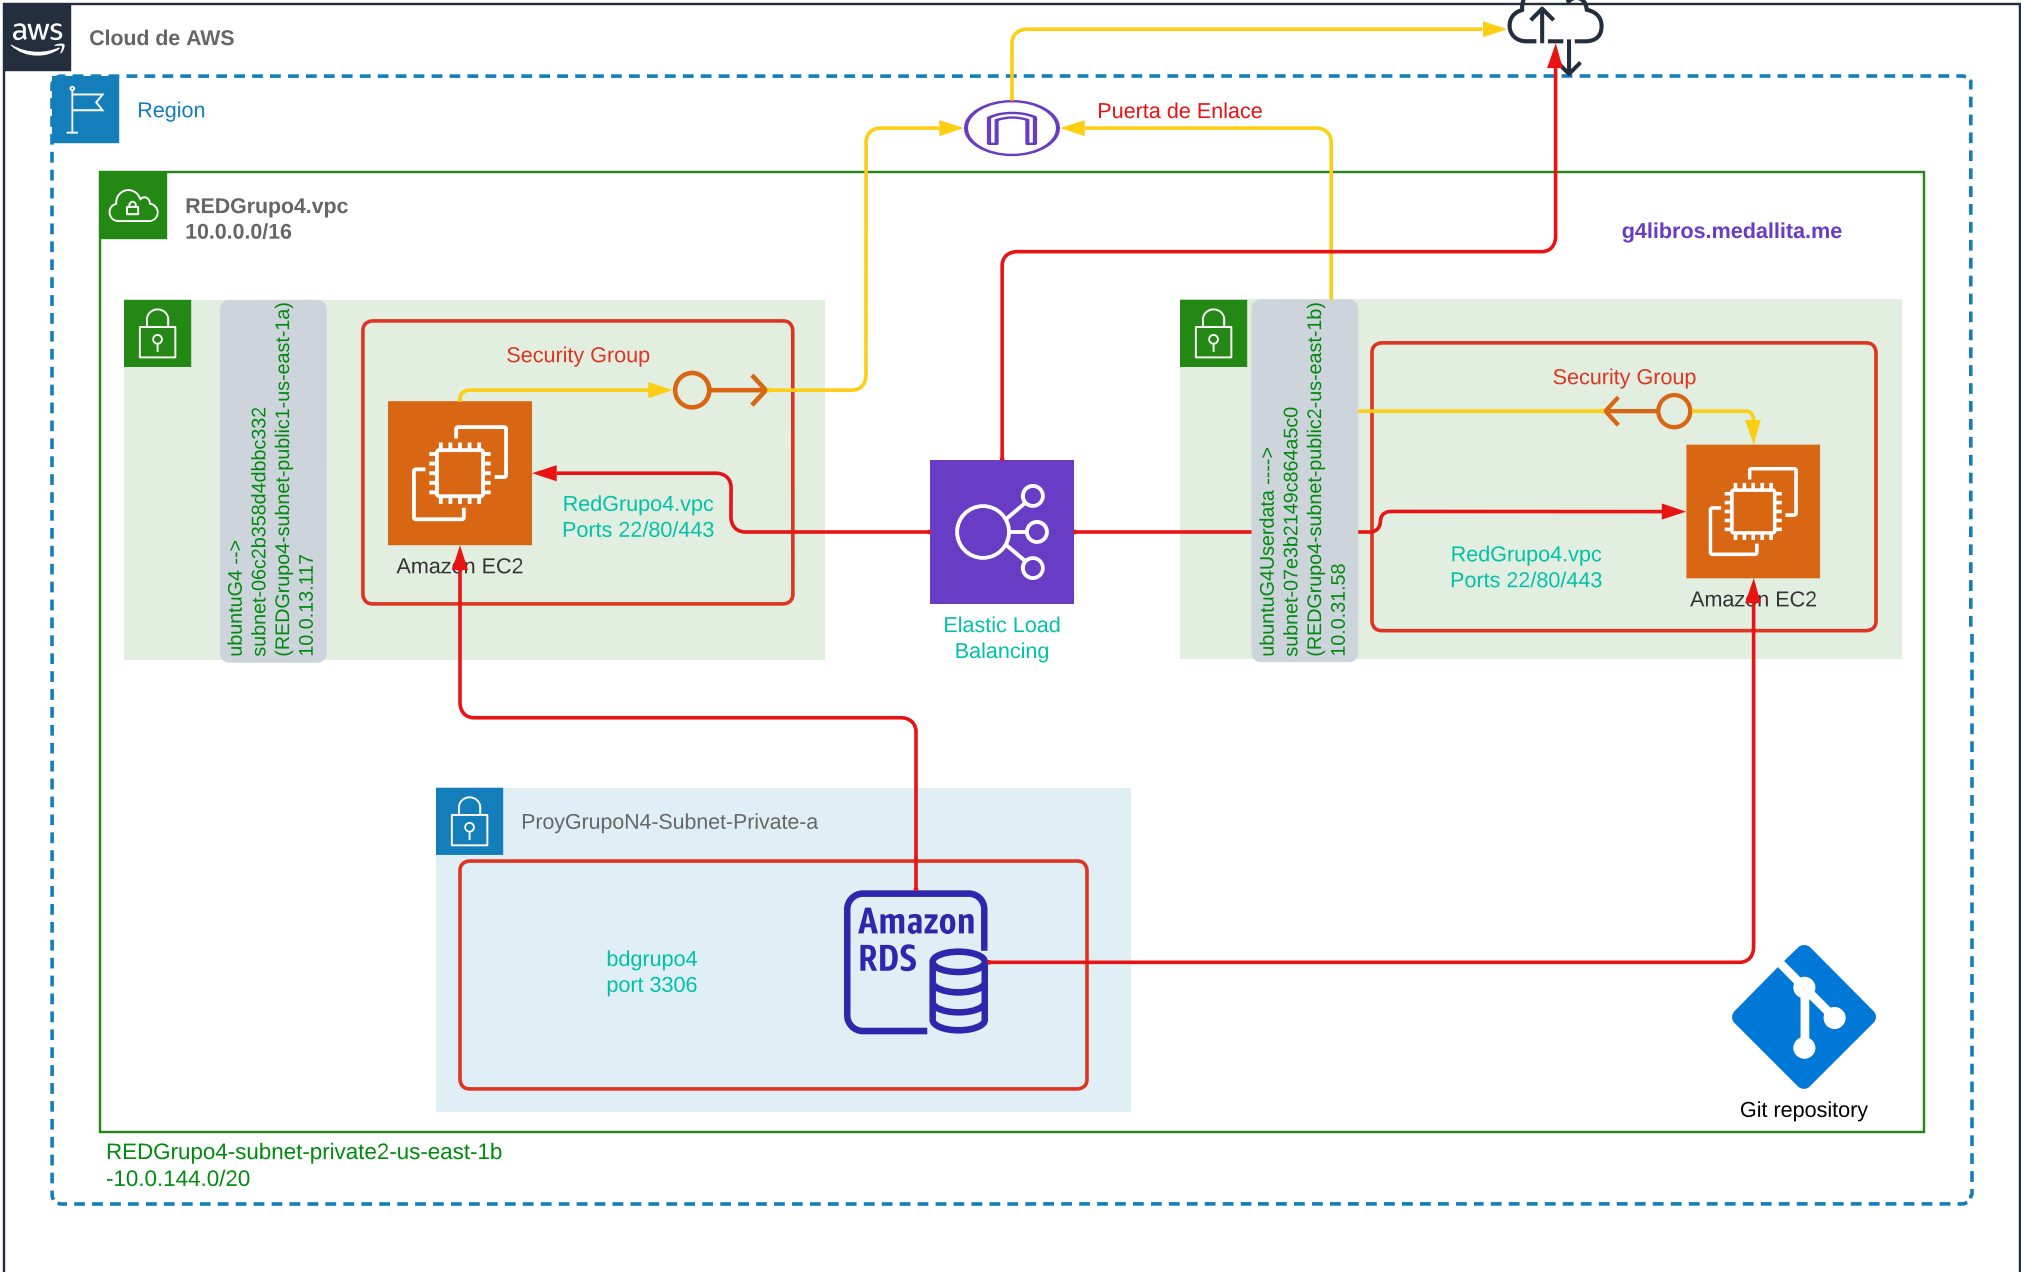 aws
Cloud de AWS
Region
Puerta de Enlace
REDGrupo4.vpc
10.0.0.0/16
g4libros.medallita.me
ubuntuG4 -->
subnet-06c2b358d4dbbc332
(REDGrupo4-subnet-public1-us-east-1a)
10.0.13.117
Security Group
RedGrupo4.vpc
Ports 22/80/443
Amazon EC2
Elastic Load
Balancing
ubuntuG4Userdata ---->
subnet-07e3b2149c864a5c0
(REDGrupo4-subnet-public2-us-east-1b)
10.0.31.58
Security Group
RedGrupo4.vpc
Ports 22/80/443
Amazon EC2
ProyGrupoN4-Subnet-Private-a
bdgrupo4
port 3306
Amazon
RDS
Git repository
REDGrupo4-subnet-private2-us-east-1b
-10.0.144.0/20